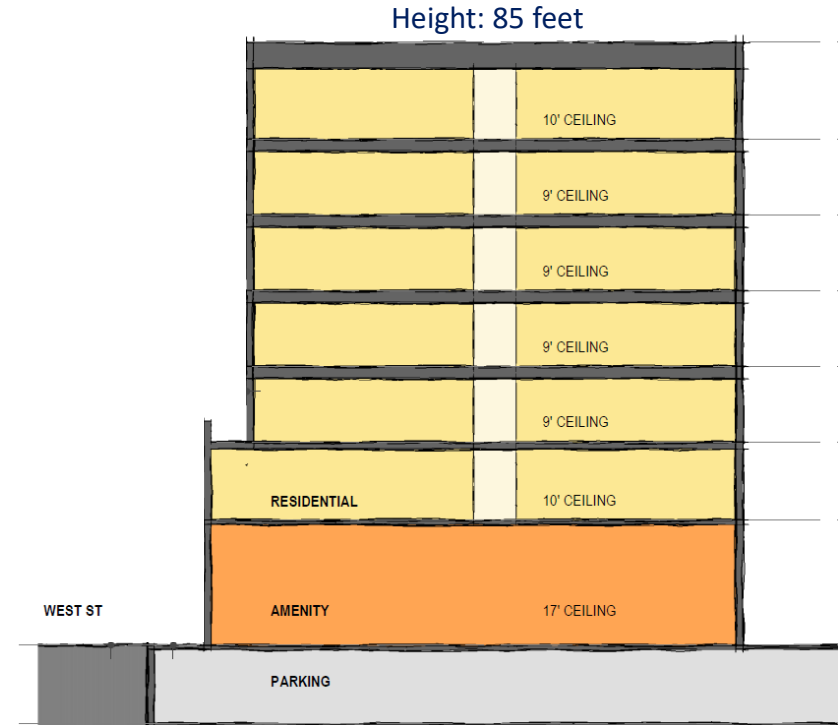 Height: 85 feet
10' CEILING
9' CEILING
9' CEILING
9' CEILING
9' CEILING
RESIDENTIAL 10' CEILING
WEST ST AMENITY 17' CEILING
PARKING